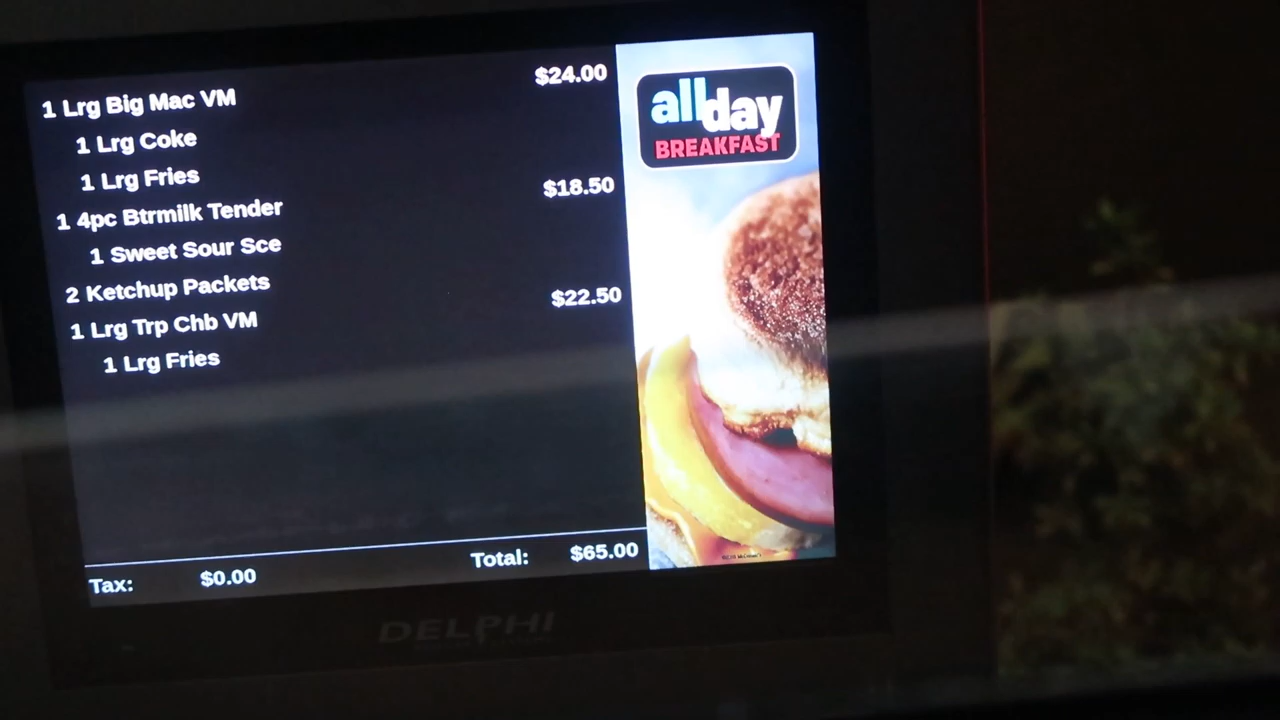 1 Lrg Big Mac VM $24.00
1 Lrg Coke
1 Lrg Fries
1 4pc Btrmilk Tender $18.50
1 Sweet Sour Sce
2 Ketchup Packets
1 Lrg Trp Chb VM $22.50
1 Lrg Fries
Tax: $0.00 Total: $65.00
all day
BREAKFAST
DELPHI